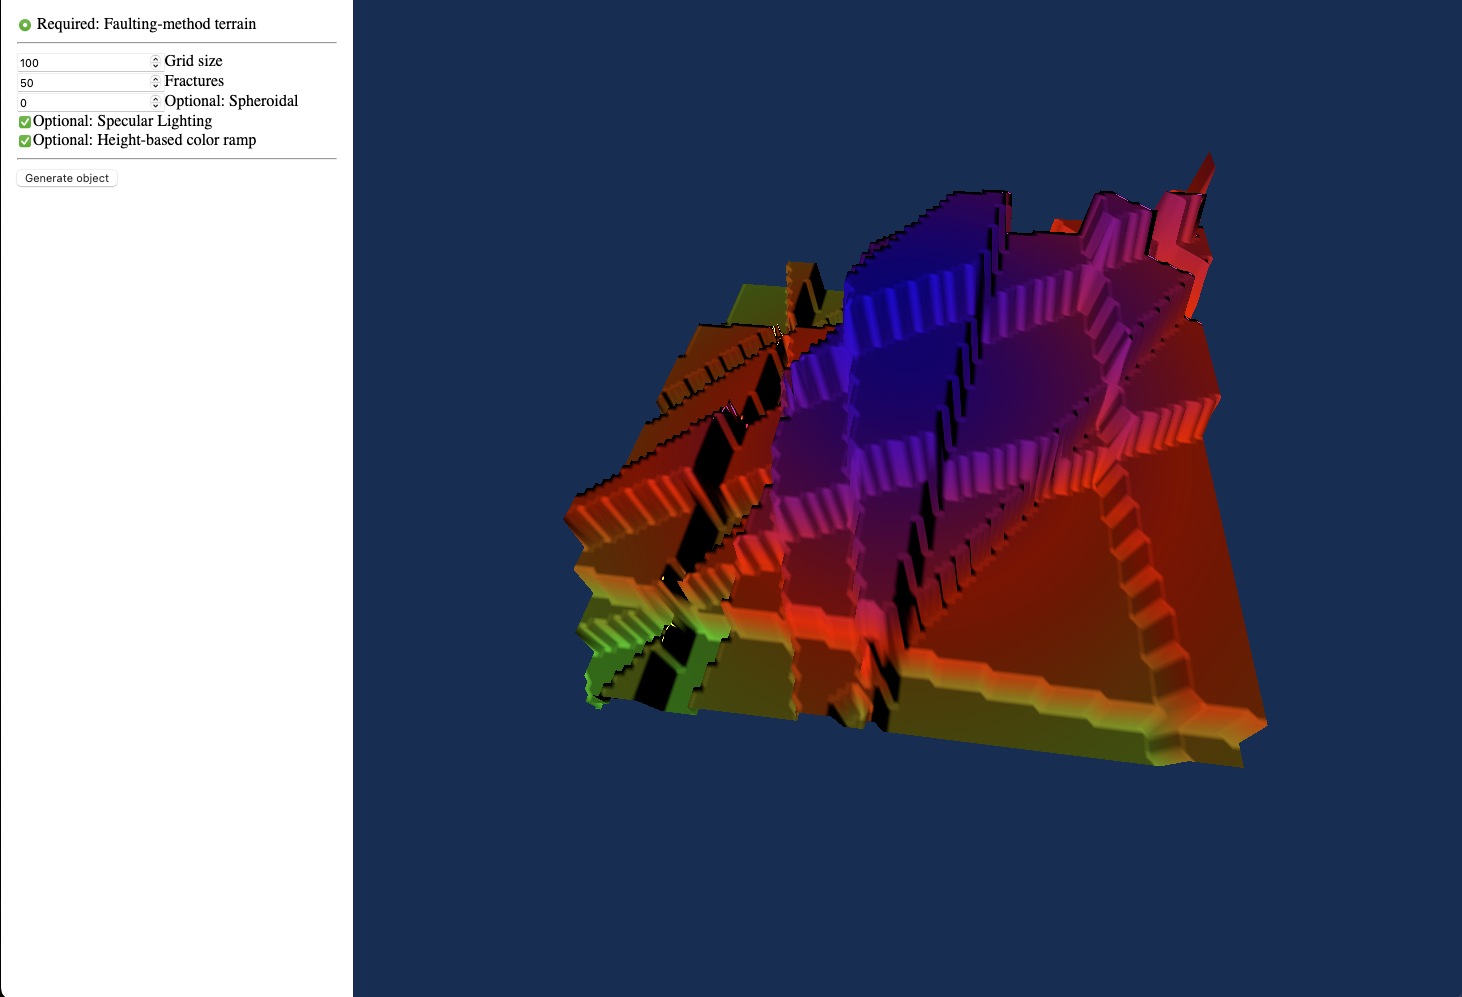 Required: Faulting-method terrain
100 Grid size
50 Fractures
0 Optional: Spheroidal
Optional: Specular Lighting
Optional: Height-based color ramp
Generate object